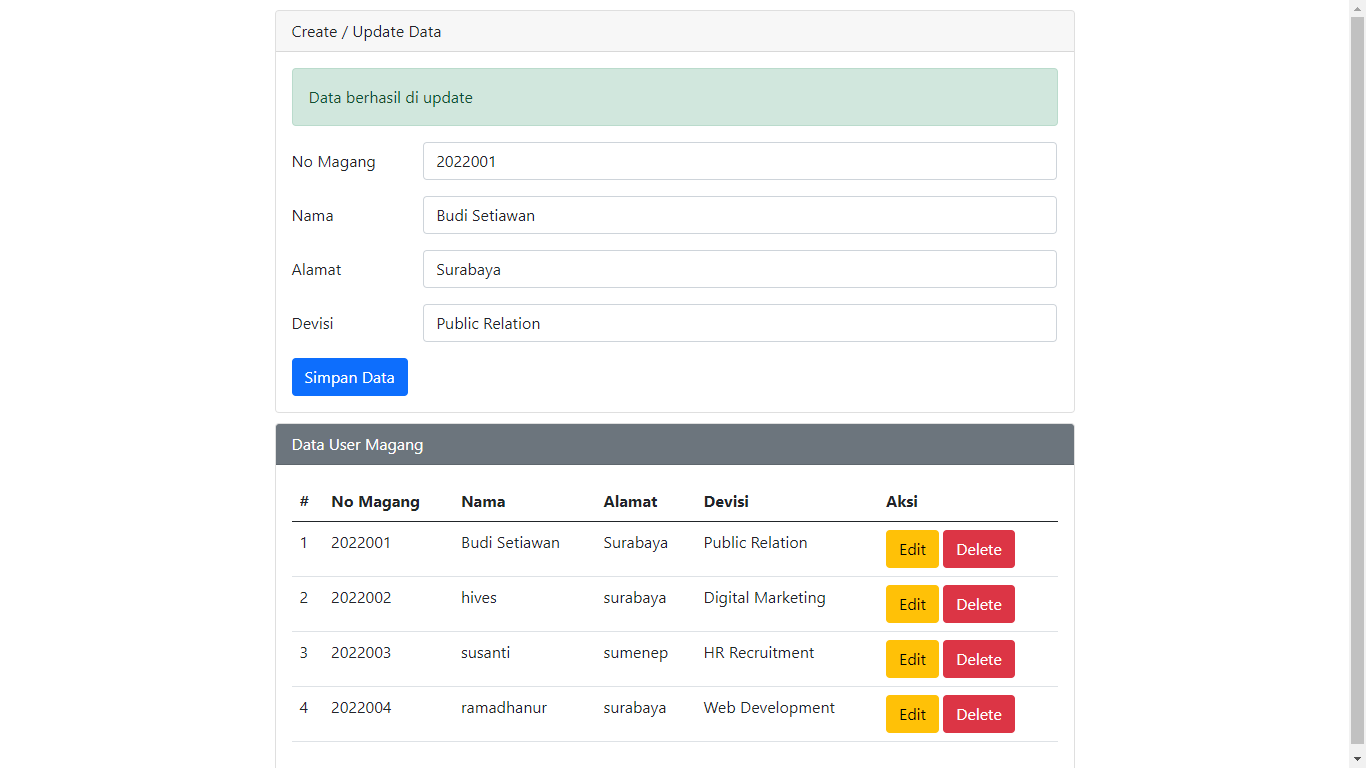 Create / Update Data
Data berhasil di update
No Magang 2022001
Nama Budi Setiawan
Alamat Surabaya
Devisi Public Relation
Simpan Data
Data User Magang
# No Magang Nama Alamat Devisi Aksi
1 2022001 Budi Setiawan Surabaya Public Relation Edit Delete
2 2022002 hives surabaya Digital Marketing Edit Delete
3 2022003 susanti sumenep HR Recruitment Edit Delete
4 2022004 ramadhanur surabaya Web Development Edit Delete